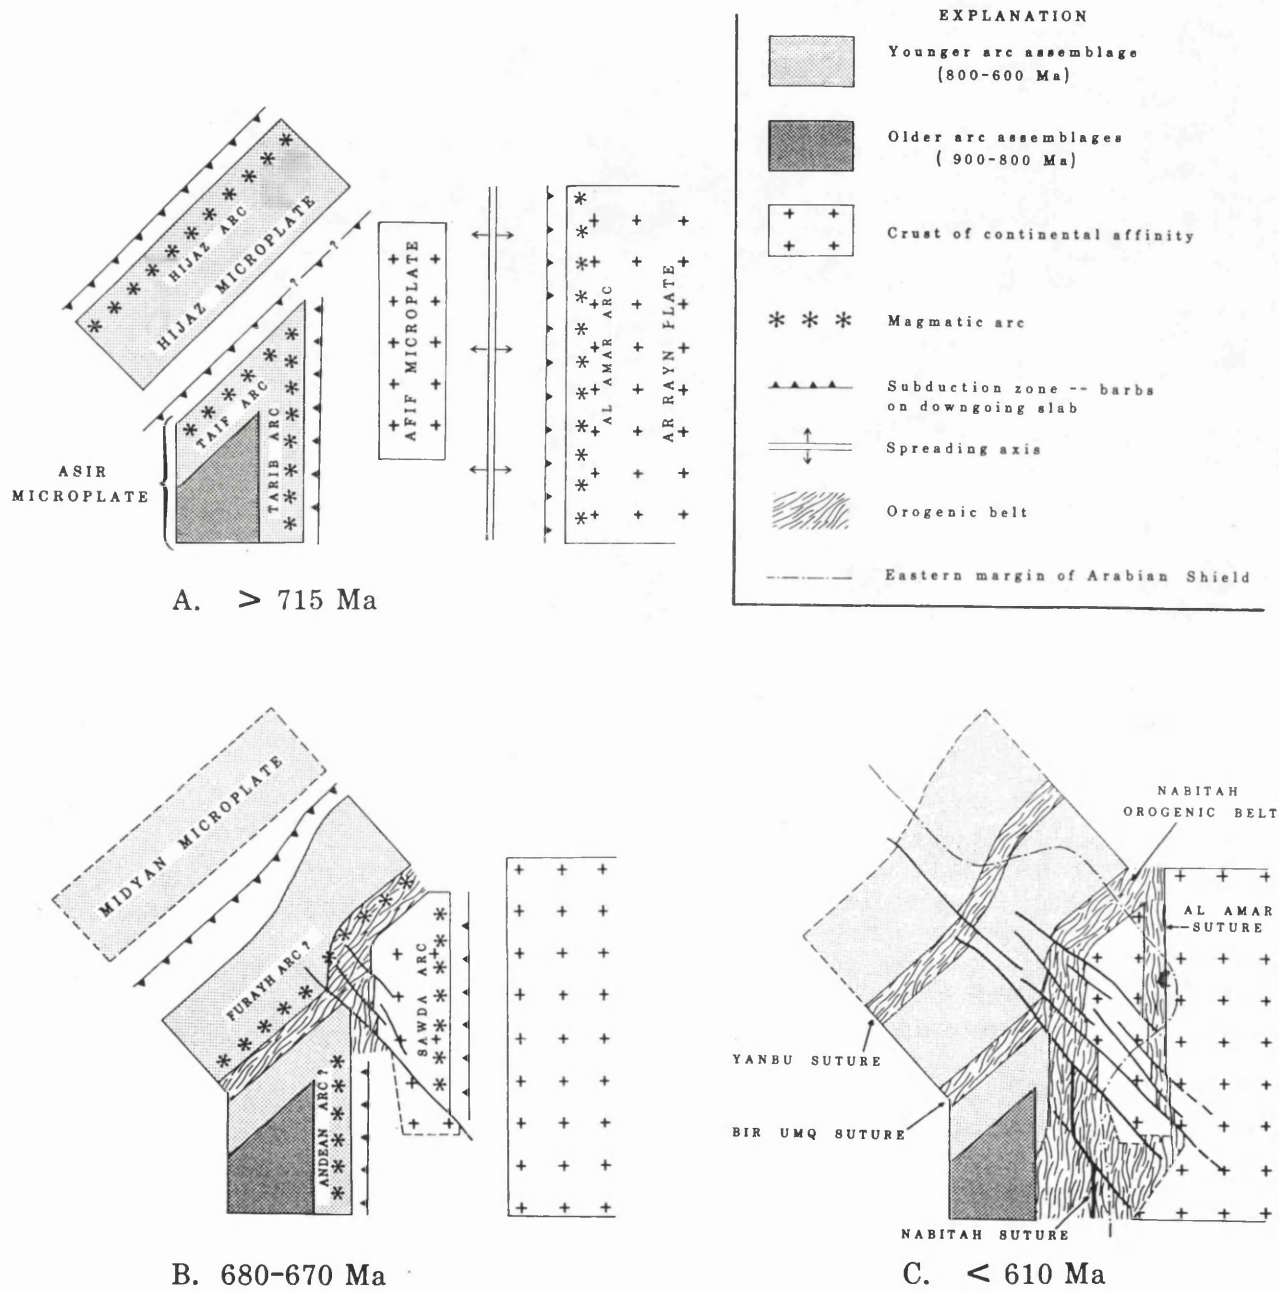 EXPLANATION
Younger arc assemblage
(800-600 Ma)
Older arc assemblages
( 900-800 Ma)
Crust of continental affinity
Magmatic arc
Subduction zone -- barbs
on downgoing slab
Spreading axis
Orogenic belt
Eastern margin of Arabian Shield
HIJAZ ARC
HIJAZ MICROPLATE
?
?
TAIF ARC
TARIB ARC
ASIR
MICROPLATE
AFIF MICROPLATE
AL AMAR ARC
AR RAYN PLATE
A. > 715 Ma
MIDYAN MICROPLATE
FURAYH ARC ?
SAWDA ARC
ANDEAN ARC ?
B. 680-670 Ma
NABITAH
OROGENIC BELT
AL AMAR
SUTURE
YANBU SUTURE
BIR UMQ SUTURE
NABITAH SUTURE
C. < 610 Ma